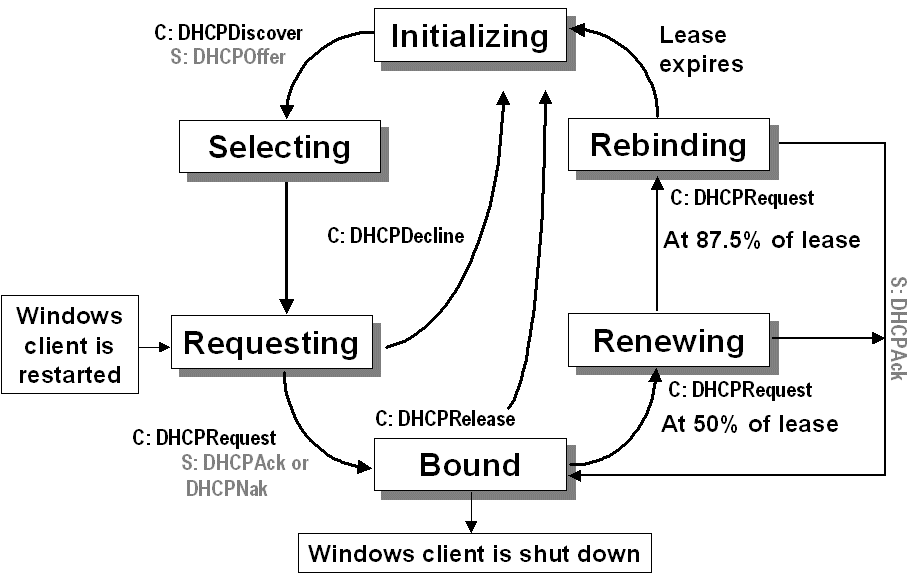 Initializing
C: DHCPDiscover
S: DHCPOffer
Lease
expires
Selecting
Rebinding
C: DHCPRequest
At 87.5% of lease
C: DHCPDecline
Windows
client is
restarted
Requesting
Renewing
S: DHCPAck
C: DHCPRequest
At 50% of lease
C: DHCPRelease
C: DHCPRequest
S: DHCPAck or
DHCPNak
Bound
Windows client is shut down